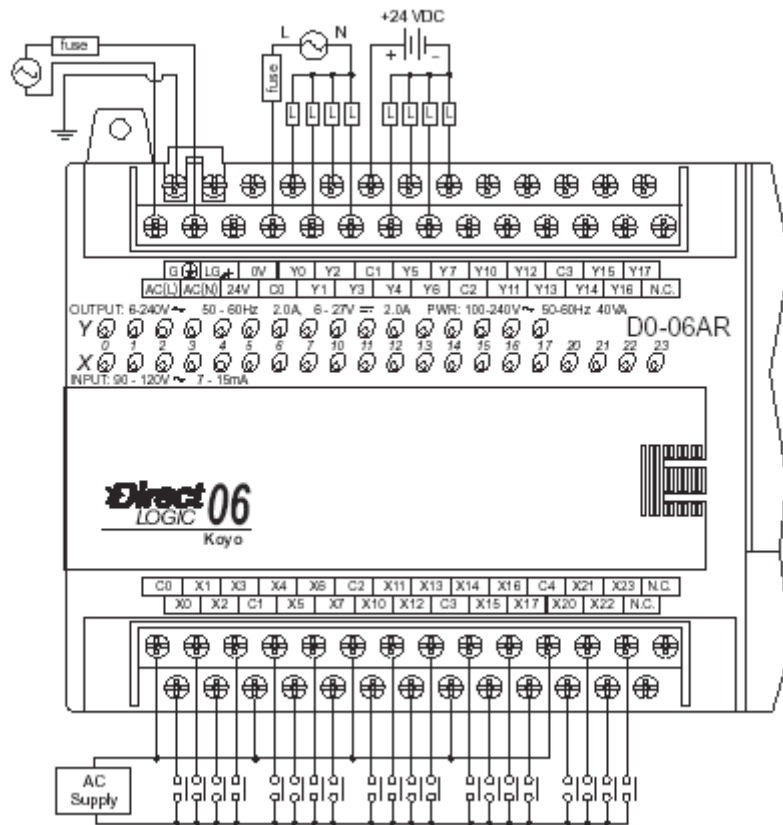 +24 VDC
fuse
L
N
+
-
fuse
L L L L
L L L L
G LG 0V Y0 Y2 C1 Y5 Y7 Y10 Y12 C3 Y15 Y17
AC(L) AC(N) 24V C0 Y1 Y3 Y4 Y6 C2 Y11 Y13 Y14 Y16 N.C.
OUTPUT: 6-240V 50 - 60Hz 2.0A, 6 - 27V 2.0A PWR: 100-240V 50-60Hz 40VA
D0-06AR
Y
0 1 2 3 4 5 6 7 10 11 12 13 14 15 16 17 20 21 22 23
X
INPUT: 90 - 120V 7 - 15mA
Direct
LOGIC 06
Koyo
C0 X1 X3 X4 X6 C2 X11 X13 X14 X16 C4 X21 X23 N.C.
X0 X2 C1 X5 X7 X10 X12 C3 X15 X17 X20 X22 N.C.
AC
Supply